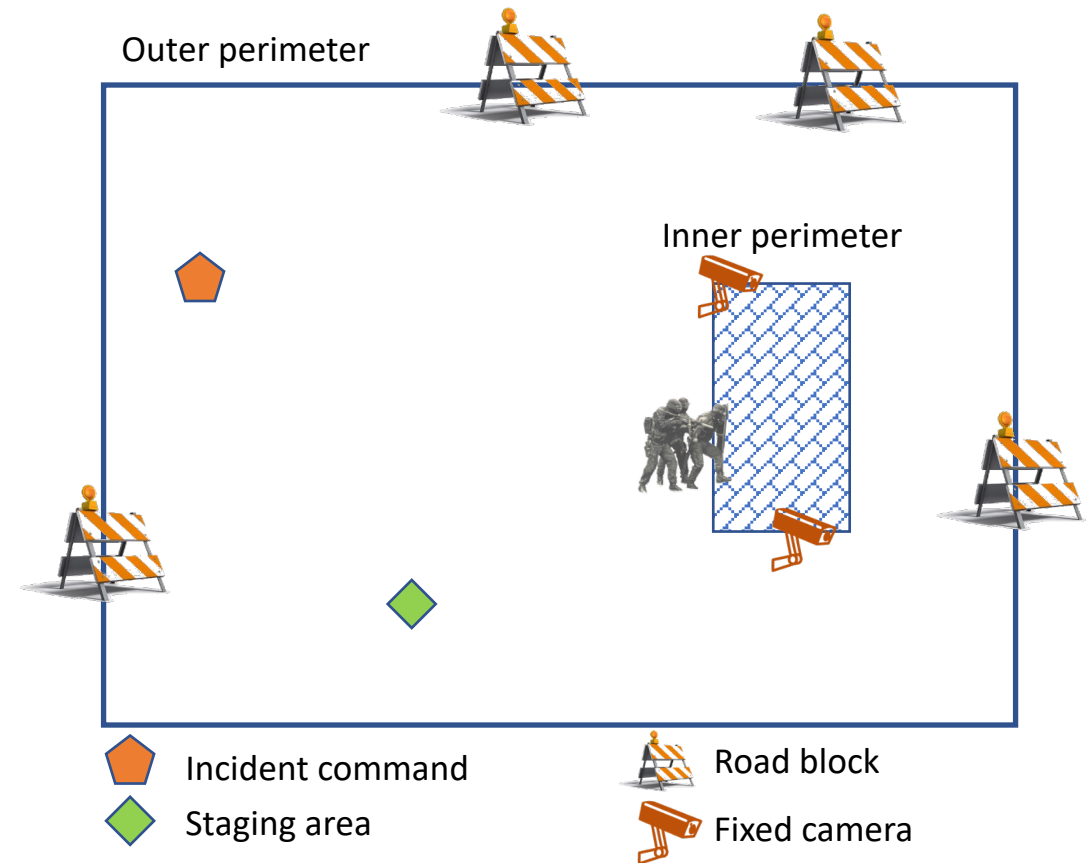 Outer perimeter
Inner perimeter
Incident command
Staging area
Road block
Fixed camera